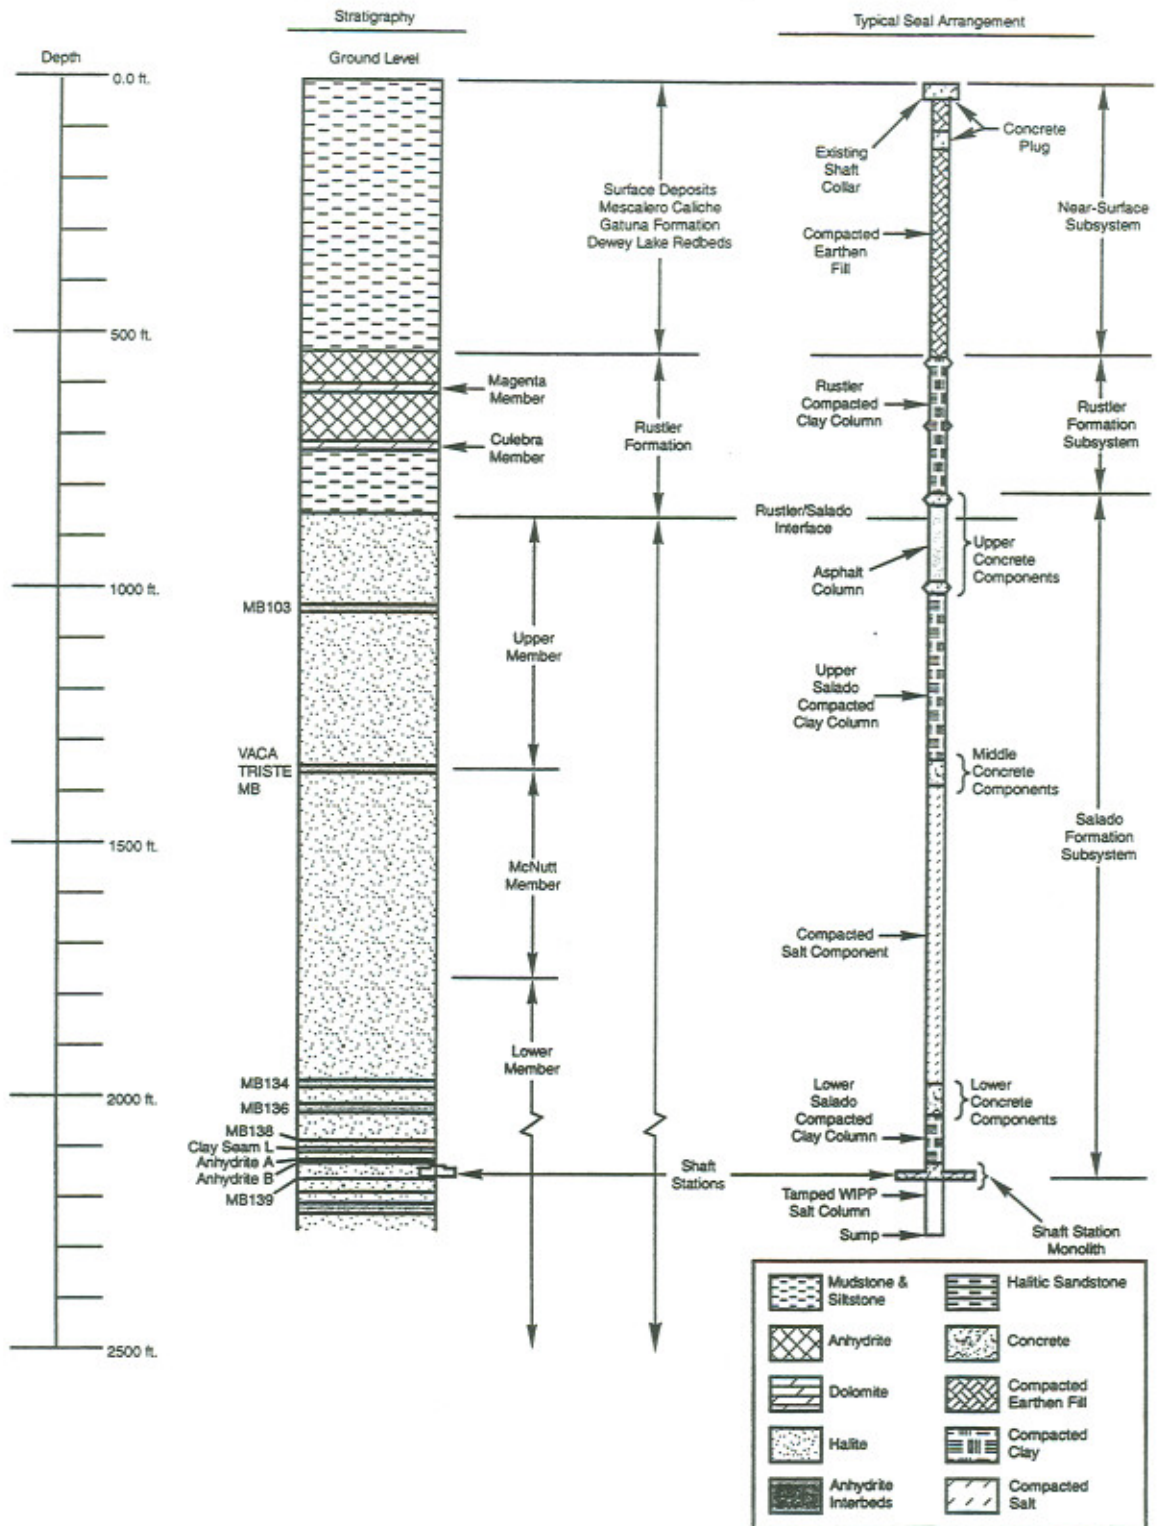 Stratigraphy
Typical Seal Arrangement
Depth
Ground Level
0.0 ft.
Concrete
Plug
Existing
Shaft
Collar
Surface Deposits
Mescalero Caliche
Gatuna Formation
Dewey Lake Redbeds
Near-Surface
Subsystem
Compacted
Earthen
Fill
500 ft.
Magenta
Member
Rustler
Compacted
Clay Column
Rustler
Formation
Culebra
Member
Rustler
Formation
Subsystem
Rustler/Salado
Interface
Upper
Concrete
Components
Asphalt
Column
1000 ft.
MB103
Upper
Member
Upper
Salado
Compacted
Clay Column
VACA
TRISTE
MB
Middle
Concrete
Components
1500 ft.
Salado
Formation
Subsystem
McNutt
Member
Compacted
Salt Component
Lower
Member
MB134
2000 ft.
MB136
Lower
Salado
Compacted
Clay Column
Lower
Concrete
Components
MB138
Clay Seam L
Anhydrite A
Anhydrite B
MB139
Shaft
Stations
Tamped WIPP
Salt Column
Sump
Shaft Station
Monolith
2500 ft.
Mudstone &
Siltstone
Halitic Sandstone
Anhydrite
Concrete
Dolomite
Compacted
Earthen Fill
Halite
Compacted
Clay
Anhydrite
Interbeds
Compacted
Salt